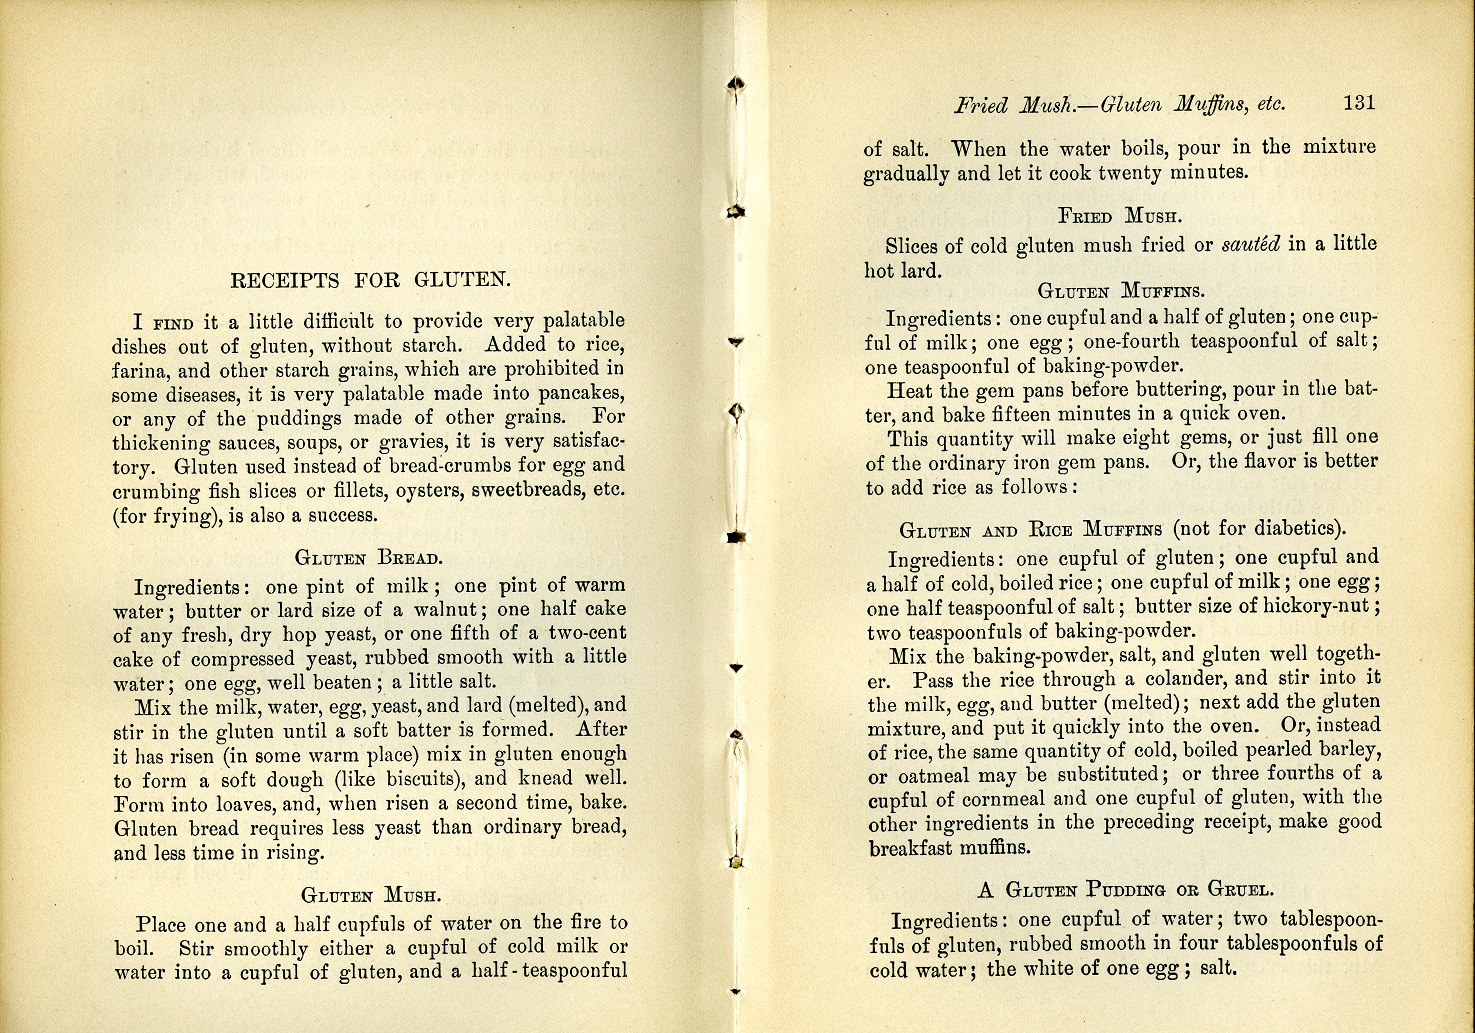 RECEIPTS FOR GLUTEN.
I FIND it a little difficult to provide very palatable
dishes out of gluten, without starch. Added to rice,
farina, and other starch grains, which are prohibited in
some diseases, it is very palatable made into pancakes,
or any of the puddings made of other grains. For
thickening sauces, soups, or gravies, it is very satisfac-
tory. Gluten used instead of bread-crumbs for egg and
crumbing fish slices or fillets, oysters, sweetbreads, etc.
(for frying), is also a success.
GLUTEN BREAD.
Ingredients: one pint of milk; one pint of warm
water; butter or lard size of a walnut; one half cake
of any fresh, dry hop yeast, or one fifth of a two-cent
cake of compressed yeast, rubbed smooth with a little
water; one egg, well beaten; a little salt.
Mix the milk, water, egg, yeast, and lard (melted), and
stir in the gluten until a soft batter is formed. After
it has risen (in some warm place) mix in gluten enough
to form a soft dough (like biscuits), and knead well.
Form into loaves, and, when risen a second time, bake.
Gluten bread requires less yeast than ordinary bread,
and less time in rising.
GLUTEN MUSH.
Place one and a half cupfuls of water on the fire to
boil. Stir smoothly either a cupful of cold milk or
water into a cupful of gluten, and a half-teaspoonful
Fried Mush.—Gluten Muffins, etc. 131
of salt. When the water boils, pour in the mixture
gradually and let it cook twenty minutes.
FRIED MUSH.
Slices of cold gluten mush fried or sautéd in a little
hot lard.
GLUTEN MUFFINS.
Ingredients: one cupful and a half of gluten; one cup-
ful of milk; one egg; one-fourth teaspoonful of salt;
one teaspoonful of baking-powder.
Heat the gem pans before buttering, pour in the bat-
ter, and bake fifteen minutes in a quick oven.
This quantity will make eight gems, or just fill one
of the ordinary iron gem pans. Or, the flavor is better
to add rice as follows:
GLUTEN AND RICE MUFFINS (not for diabetics).
Ingredients: one cupful of gluten; one cupful and
a half of cold, boiled rice; one cupful of milk; one egg;
one half teaspoonful of salt; butter size of hickory-nut;
two teaspoonfuls of baking-powder.
Mix the baking-powder, salt, and gluten well togeth-
er. Pass the rice through a colander, and stir into it
the milk, egg, and butter (melted); next add the gluten
mixture, and put it quickly into the oven. Or, instead
of rice, the same quantity of cold, boiled pearled barley,
or oatmeal may be substituted; or three fourths of a
cupful of cornmeal and one cupful of gluten, with the
other ingredients in the preceding receipt, make good
breakfast muffins.
A GLUTEN PUDDING OR GRUEL.
Ingredients: one cupful of water; two tablespoon-
fuls of gluten, rubbed smooth in four tablespoonfuls of
cold water; the white of one egg; salt.